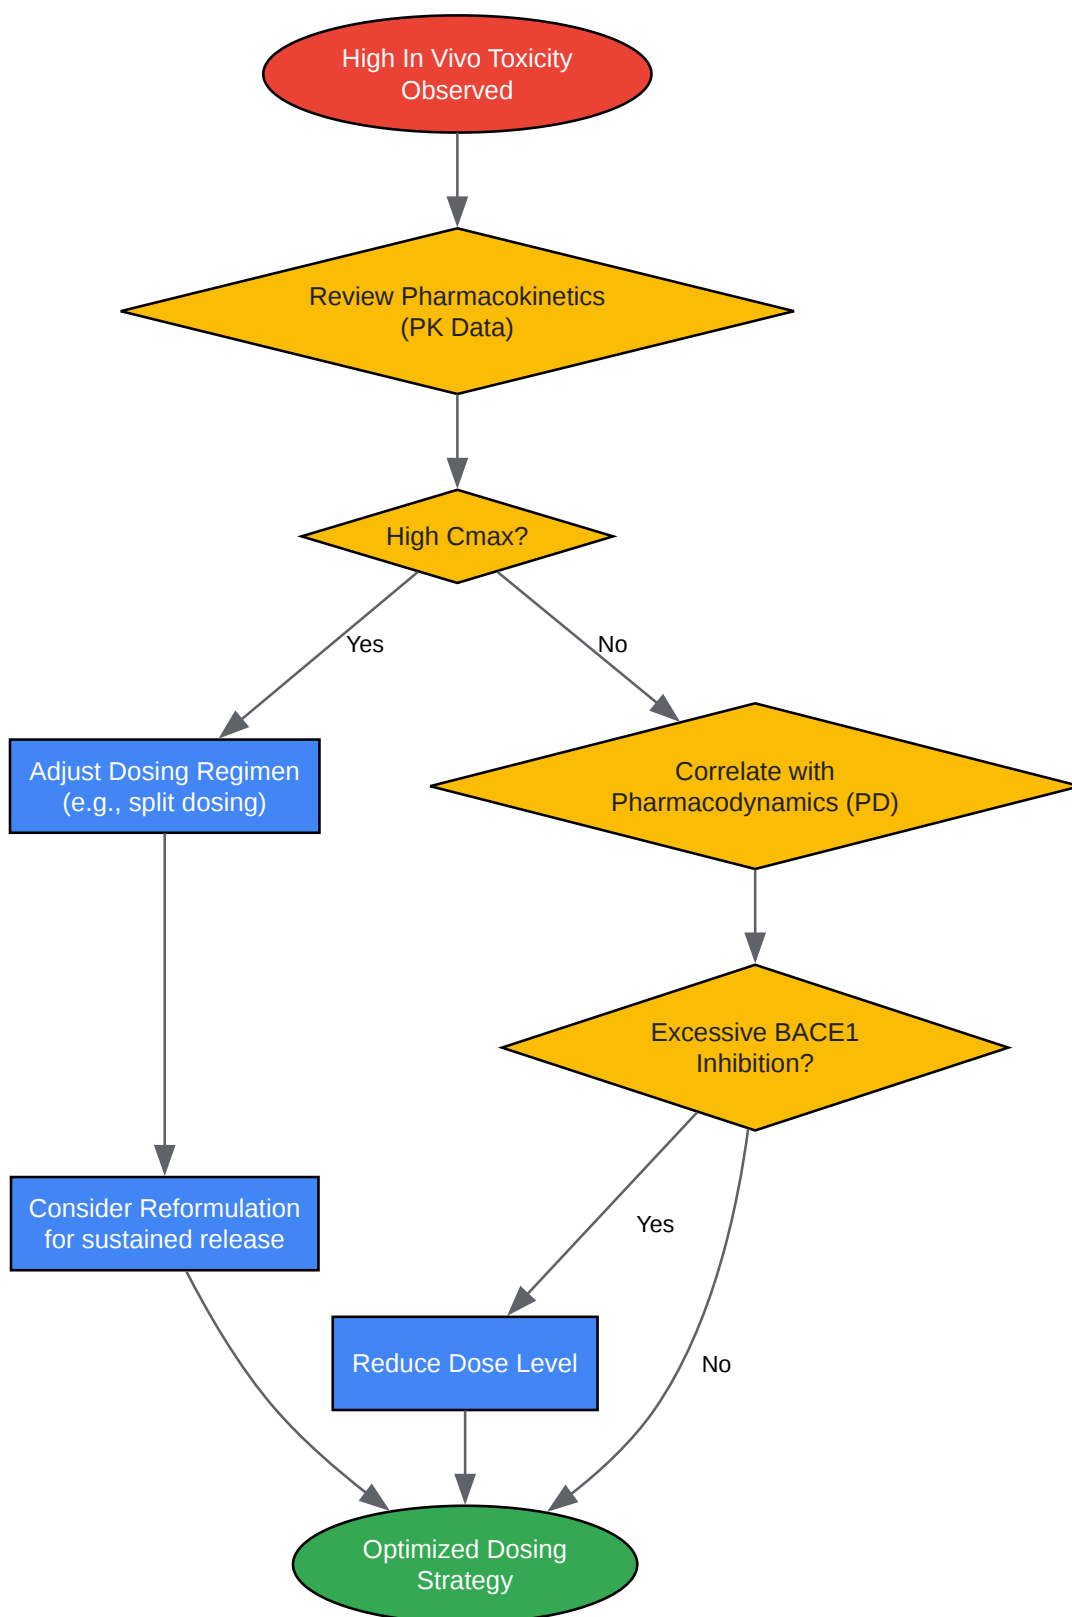 High In Vivo Toxicity
Observed
Review Pharmacokinetics
(PK Data)
High Cmax?
Yes
No
Adjust Dosing Regimen
(e.g., split dosing)
Correlate with
Pharmacodynamics (PD)
Excessive BACE1
Inhibition?
Consider Reformulation
for sustained release
Yes
Reduce Dose Level
No
Optimized Dosing
Strategy